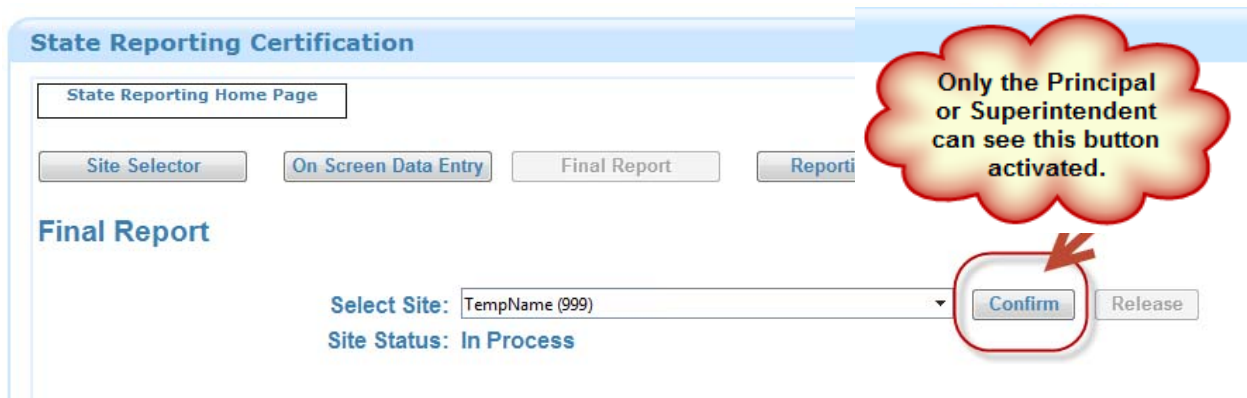 State Reporting Certification
Only the Principal
or Superintendent
can see this button
activated.
State Reporting Home Page
Site Selector
On Screen Data Entry
Final Report
Final Report
Select Site: TempName (999)
Confirm
Release
Site Status: In Process